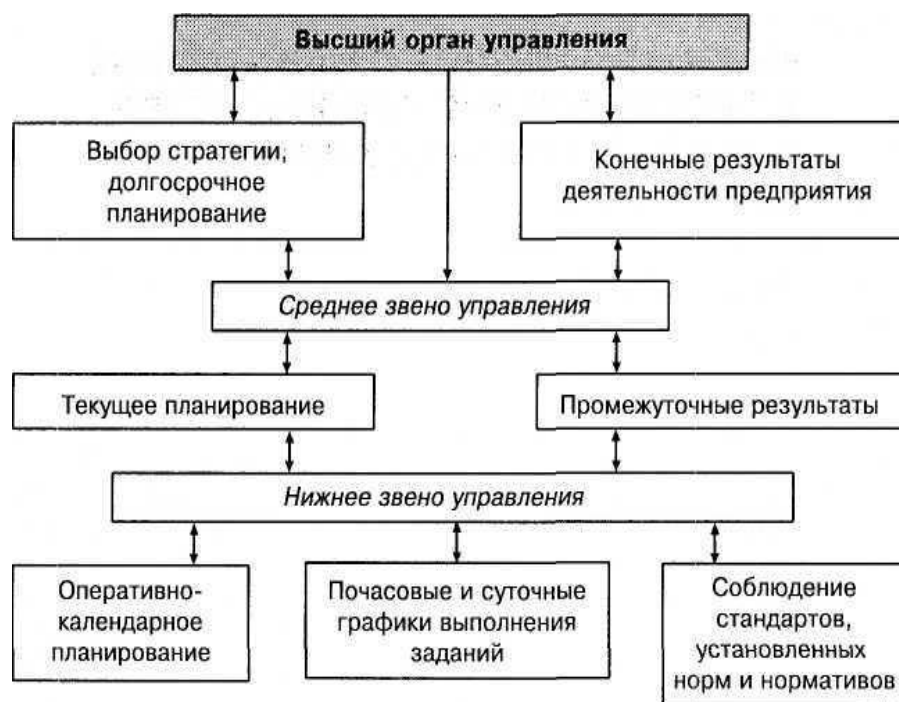 Высший орган управления
Выбор стратегии,
долгосрочное
планирование
Конечные результаты
деятельности предприятия
Среднее звено управления
Текущее планирование
Промежуточные результаты
Нижнее звено управления
Оперативно-
календарное
планирование
Почасовые и суточные
графики выполнения
заданий
Соблюдение
стандартов,
установленных
норм и нормативов